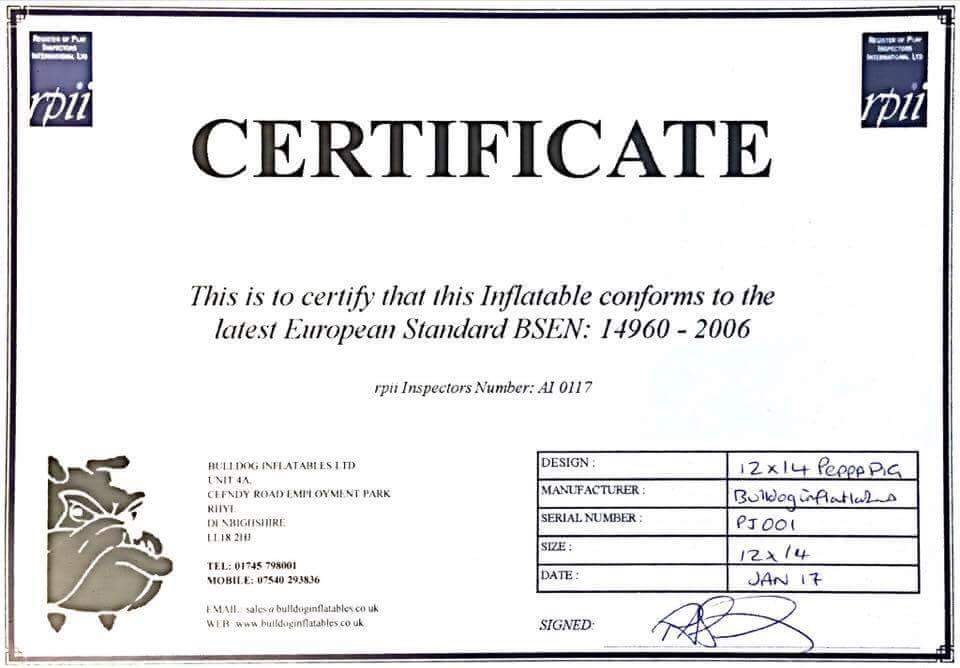 REGISTER OF PLAY
INSPECTORS
INTERNATIONAL LTD
rpii
REGISTER OF PLAY
INSPECTORS
INTERNATIONAL LTD
rpii
CERTIFICATE
This is to certify that this Inflatable conforms to the
latest European Standard BSEN: 14960 - 2006
rpii Inspectors Number: AI 0117
BULLDOG INFLATABLES LTD
UNIT 4A,
CEFNDY ROAD EMPLOYMENT PARK
RHYL
DENBIGHSHIRE
LL18 2HJ
TEL: 01745 798001
MOBILE: 07540 293836
EMAIL: sales@bulldoginflatables.co.uk
WEB: www.bulldoginflatables.co.uk
DESIGN : 12x14 Peppa PIG
MANUFACTURER : Bulldog inflatables
SERIAL NUMBER : PJ001
SIZE : 12 x 14
DATE : JAN 17
SIGNED: